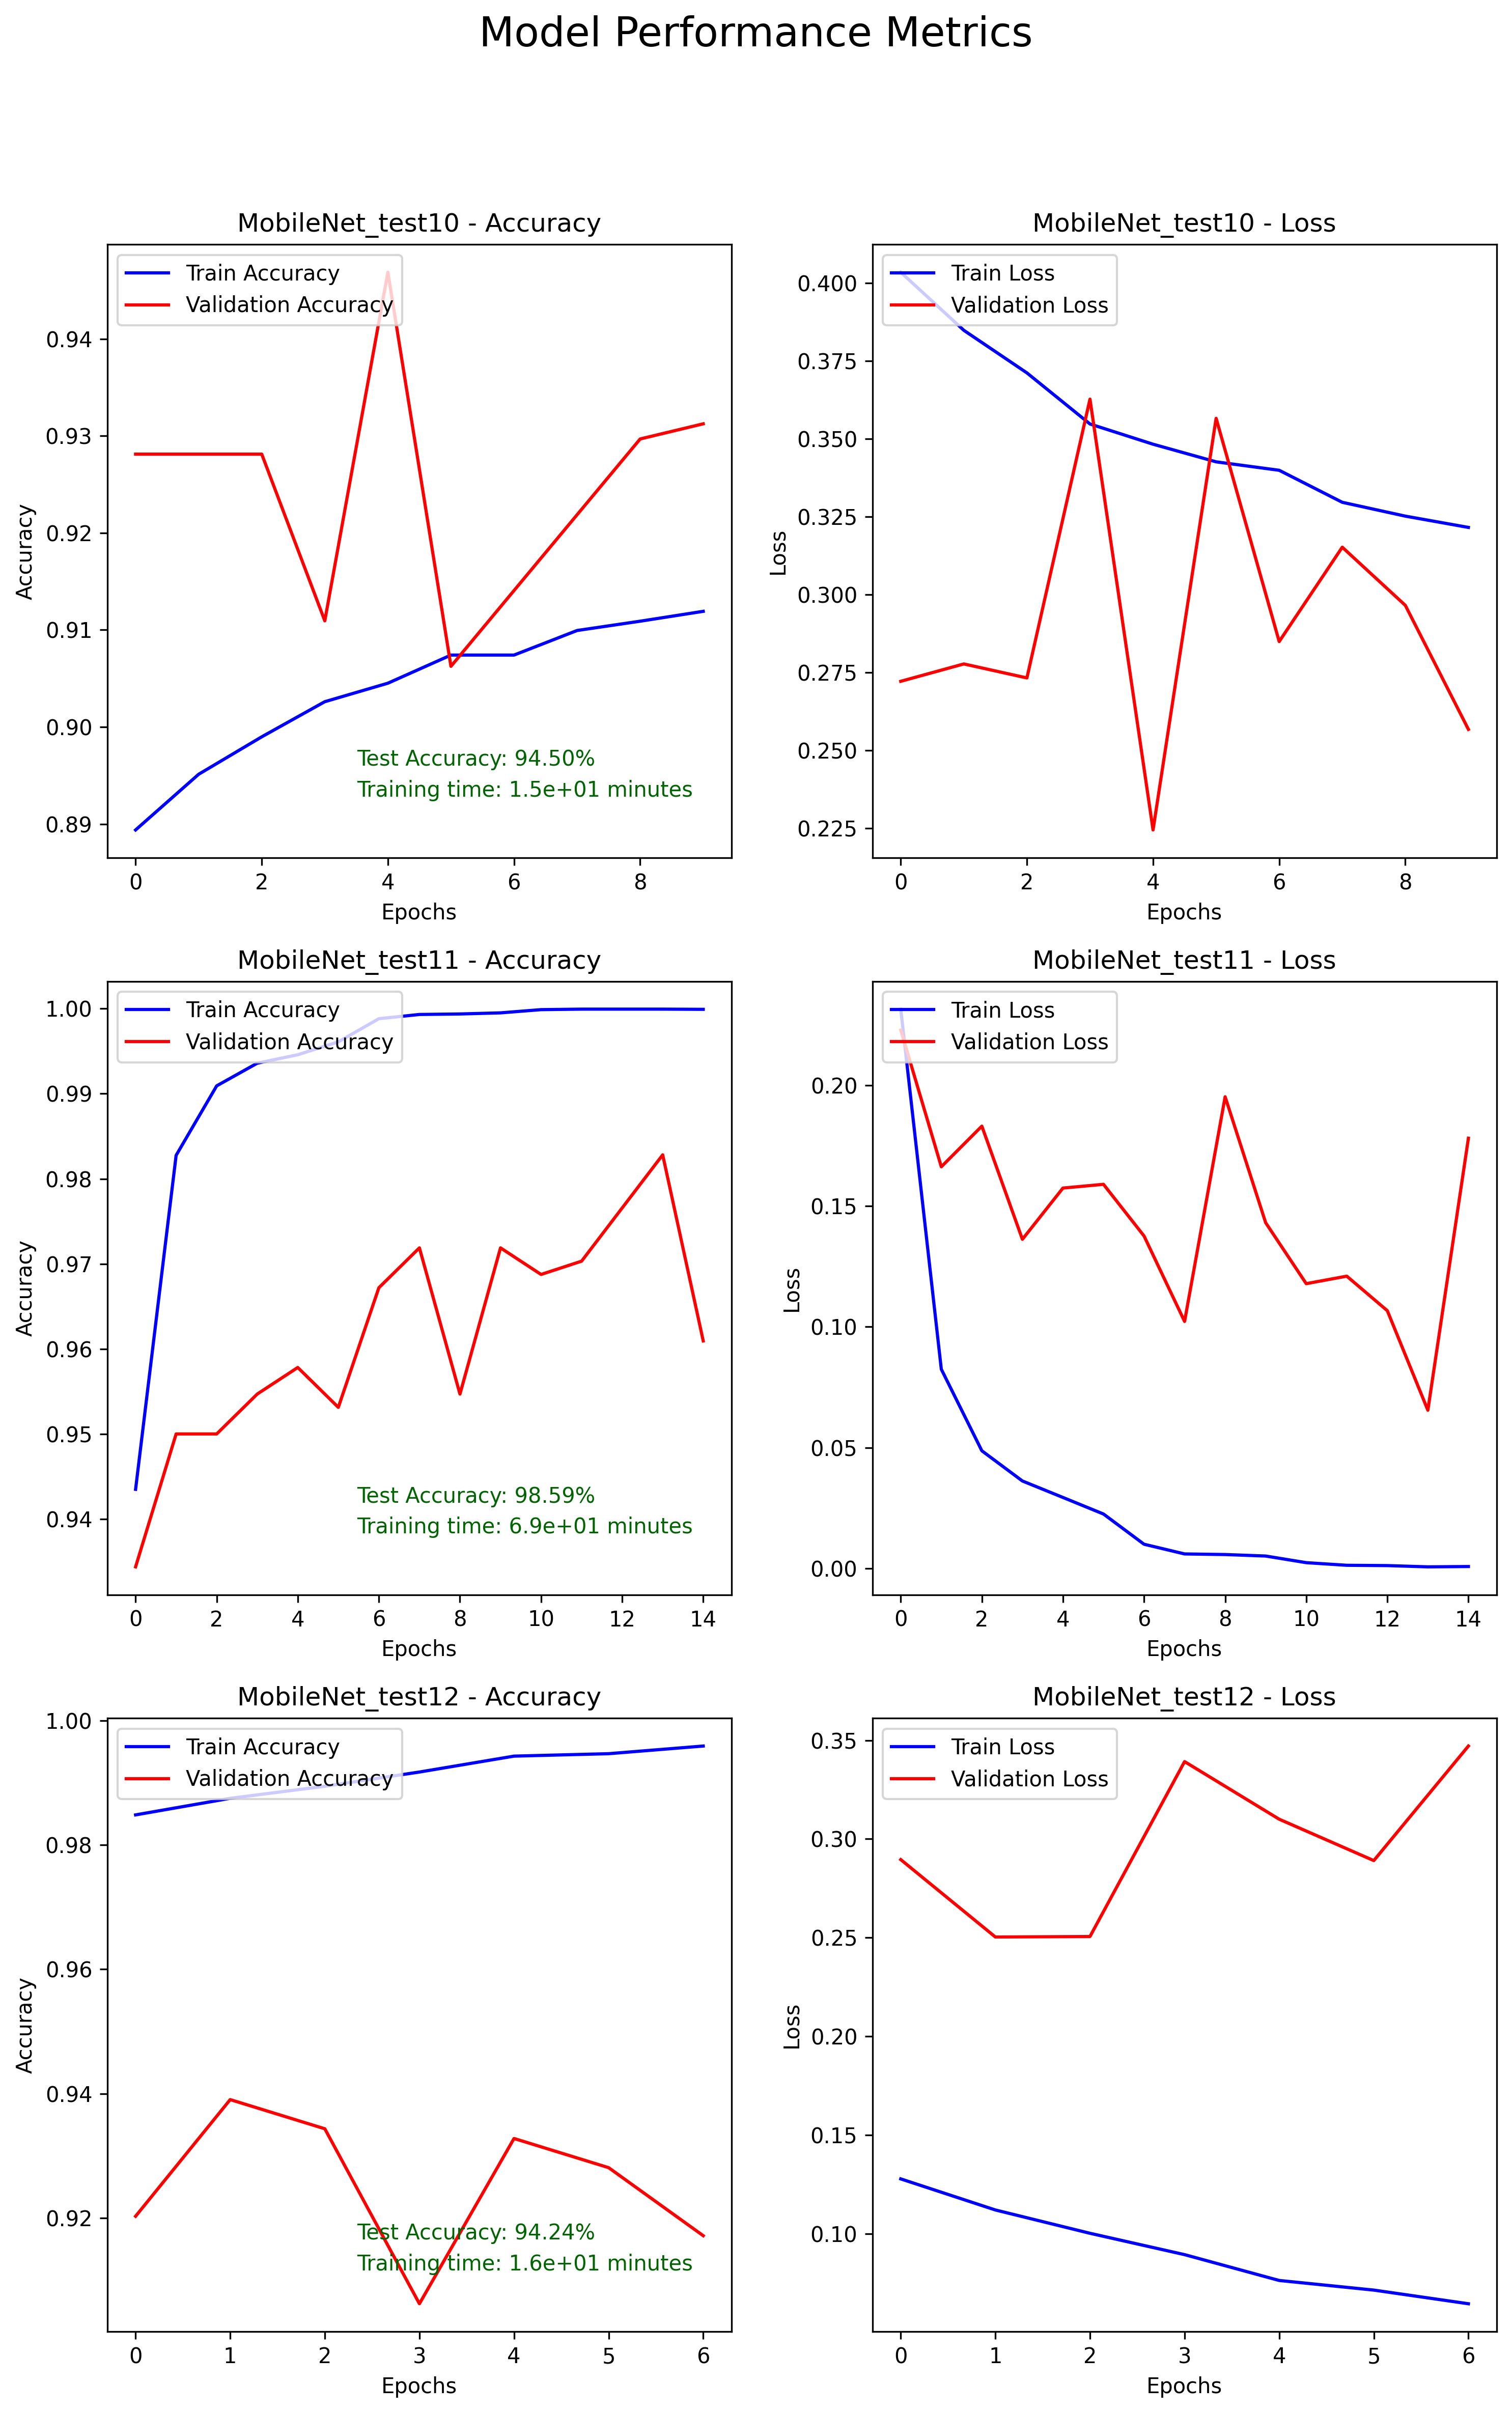 Model Performance Metrics
MobileNet_test10 - Accuracy
Train Accuracy
Validation Accuracy
0.94
0.93
0.92
0.91
0.90
0.89
Accuracy
Test Accuracy: 94.50%
Training time: 1.5e+01 minutes
0 2 4 6 8
Epochs
MobileNet_test10 - Loss
Train Loss
Validation Loss
0.400
0.375
0.350
0.325
0.300
0.275
0.250
0.225
Loss
0 2 4 6 8
Epochs
MobileNet_test11 - Accuracy
Train Accuracy
Validation Accuracy
1.00
0.99
0.98
0.97
0.96
0.95
0.94
Accuracy
Test Accuracy: 98.59%
Training time: 6.9e+01 minutes
0 2 4 6 8 10 12 14
Epochs
MobileNet_test11 - Loss
Train Loss
Validation Loss
0.20
0.15
0.10
0.05
0.00
Loss
0 2 4 6 8 10 12 14
Epochs
MobileNet_test12 - Accuracy
Train Accuracy
Validation Accuracy
1.00
0.98
0.96
0.94
0.92
Accuracy
Test Accuracy: 94.24%
Training time: 1.6e+01 minutes
0 1 2 3 4 5 6
Epochs
MobileNet_test12 - Loss
Train Loss
Validation Loss
0.35
0.30
0.25
0.20
0.15
0.10
Loss
0 1 2 3 4 5 6
Epochs